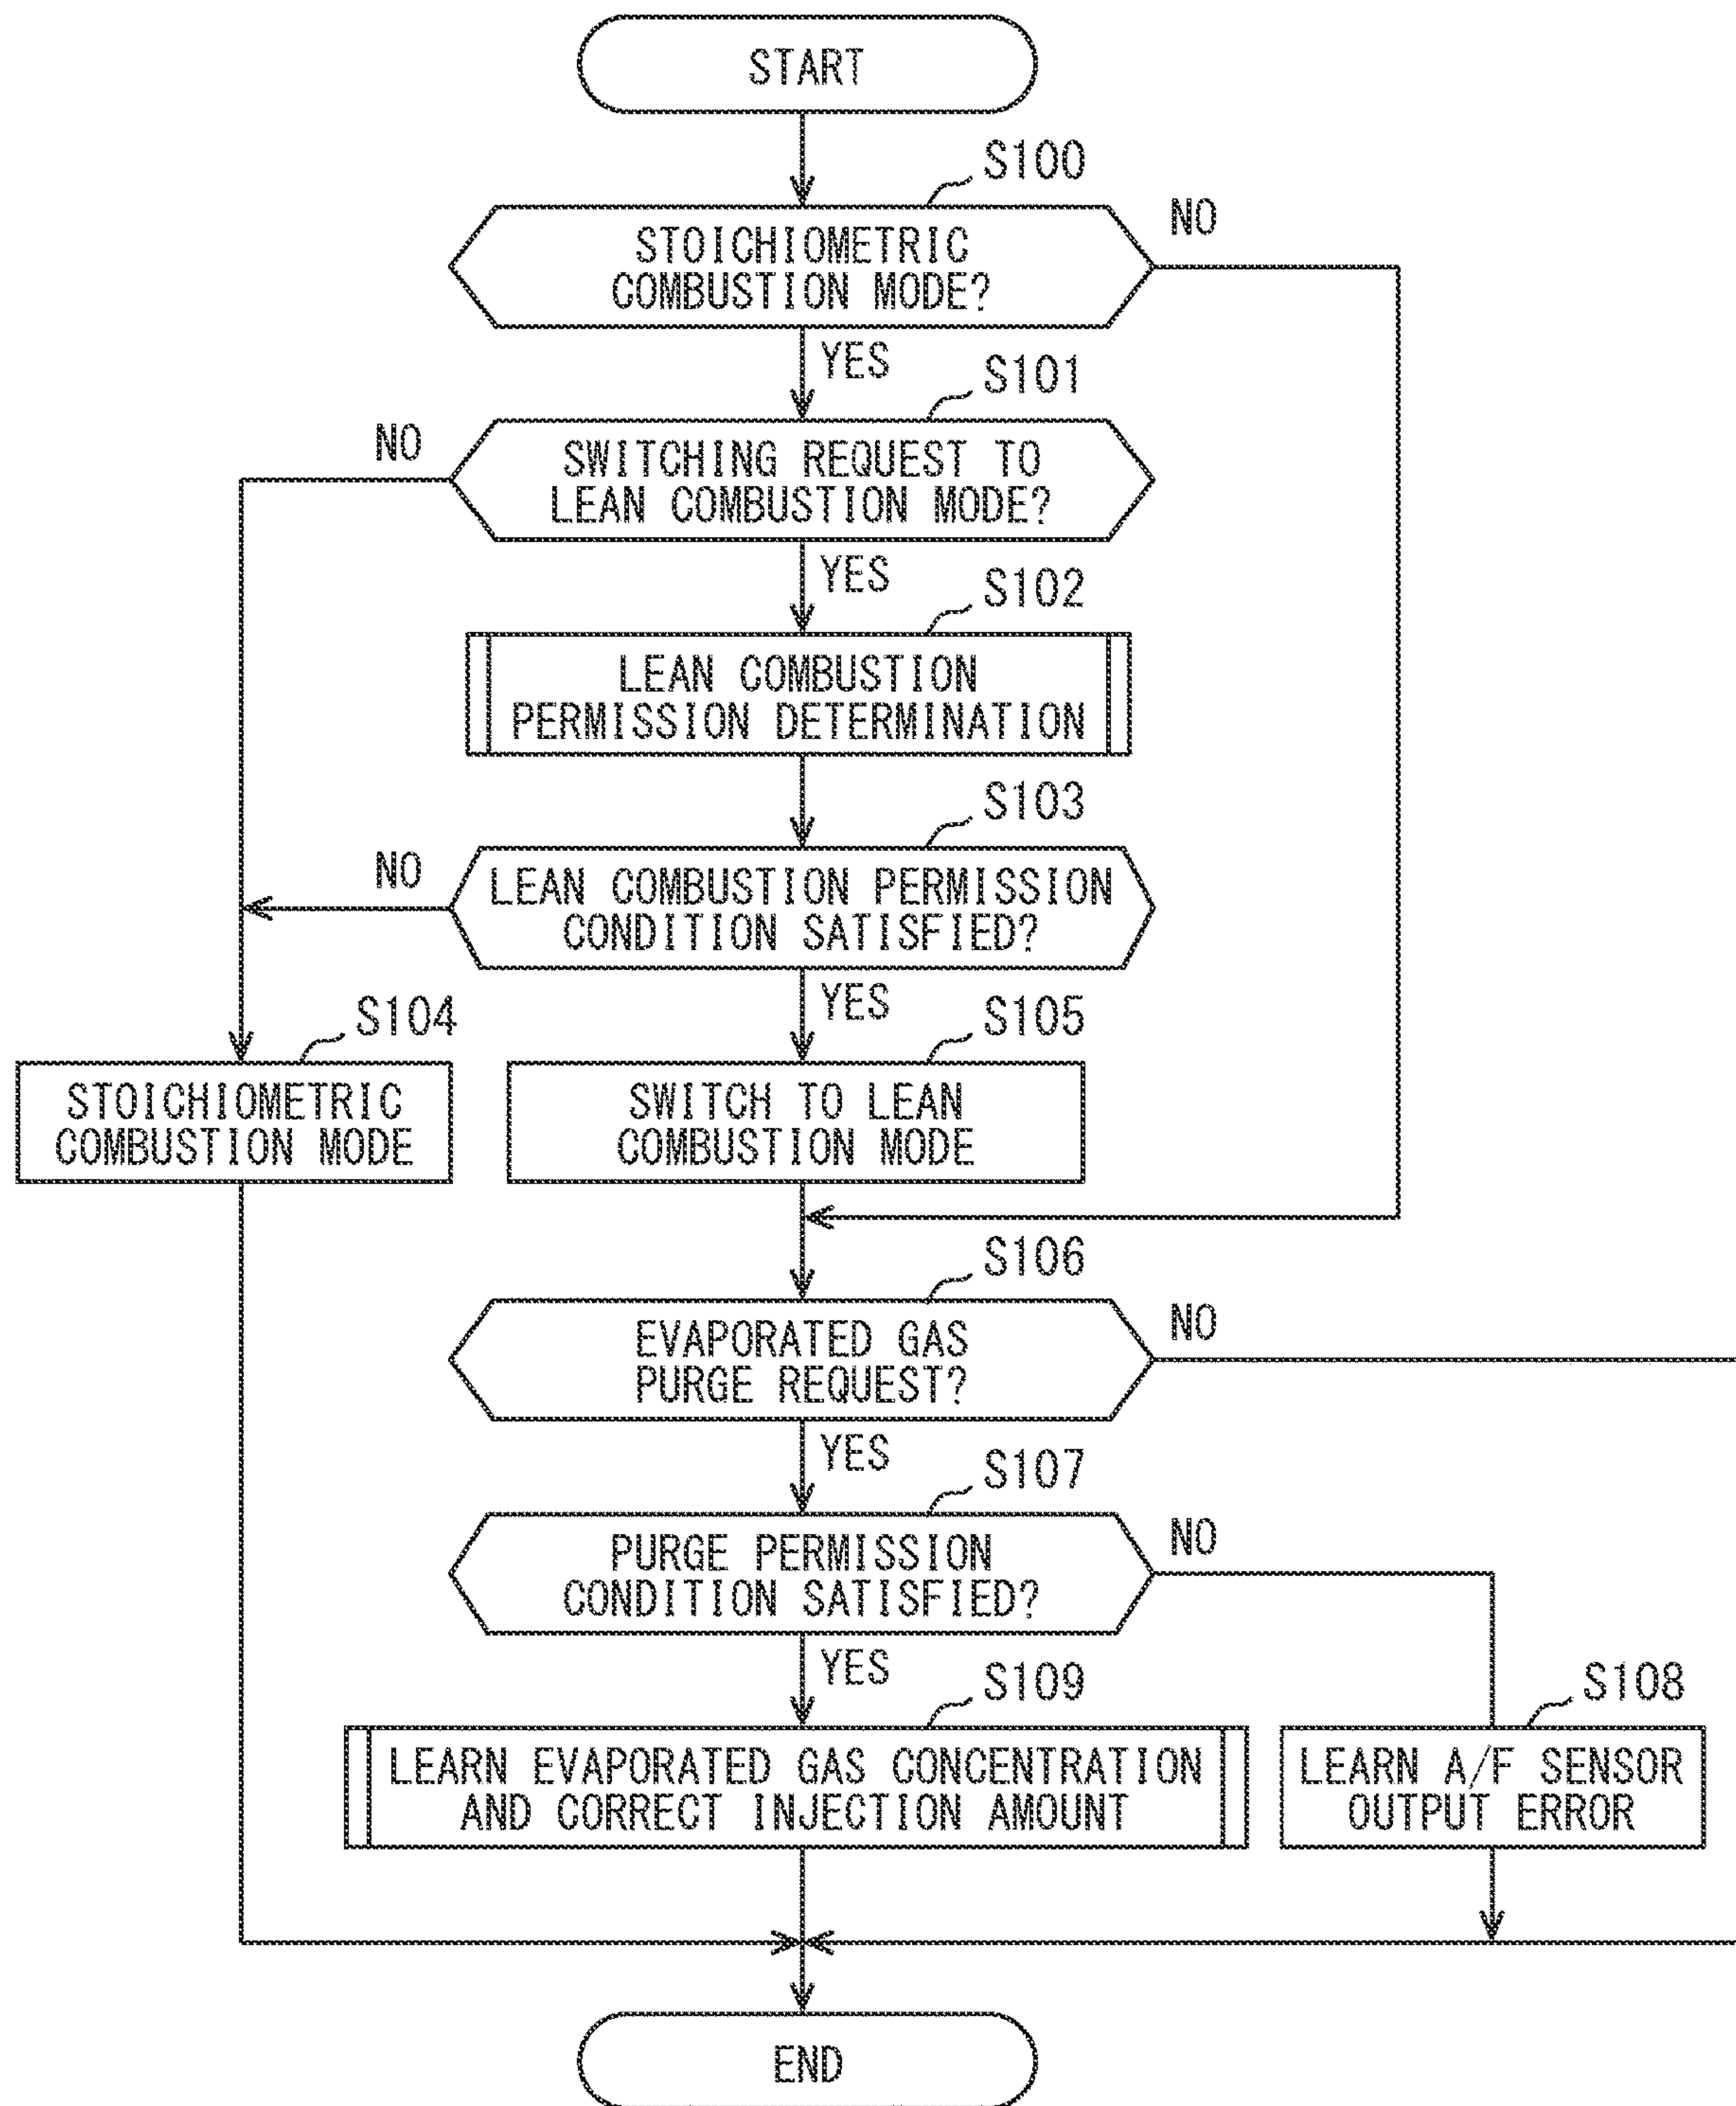 START
S100
STOICHIOMETRIC
COMBUSTION MODE?
NO
YES
S101
SWITCHING REQUEST TO
LEAN COMBUSTION MODE?
NO
YES
S102
LEAN COMBUSTION
PERMISSION DETERMINATION
S103
LEAN COMBUSTION PERMISSION
CONDITION SATISFIED?
NO
YES
S104
STOICHIOMETRIC
COMBUSTION MODE
S105
SWITCH TO LEAN
COMBUSTION MODE
S106
EVAPORATED GAS
PURGE REQUEST?
NO
YES
S107
PURGE PERMISSION
CONDITION SATISFIED?
NO
YES
S109
LEARN EVAPORATED GAS CONCENTRATION
AND CORRECT INJECTION AMOUNT
S108
LEARN A/F SENSOR
OUTPUT ERROR
END